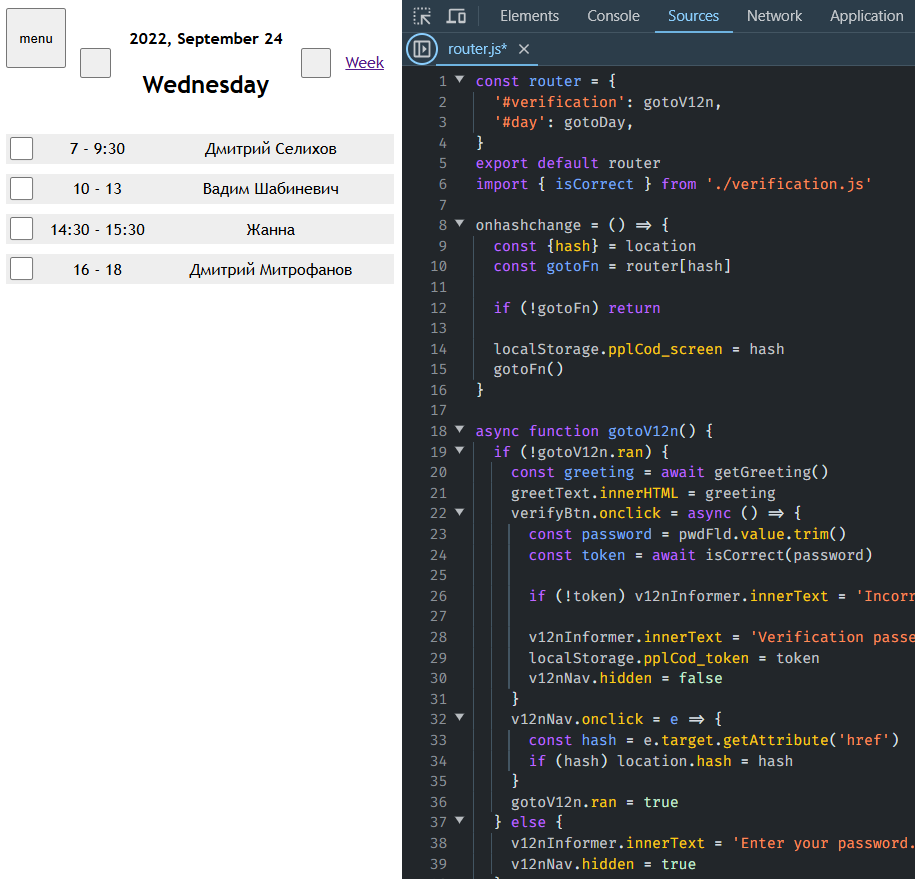 menu
2022, September 24
Week
Wednesday
7 - 9:30 Дмитрий Селихов
10 - 13 Вадим Шабиневич
14:30 - 15:30 Жанна
16 - 18 Дмитрий Митрофанов
Elements Console Sources Network Application
router.js* ×
1 const router = {
2 '#verification': gotoV12n,
3 '#day': gotoDay,
4 }
5 export default router
6 import { isCorrect } from './verification.js'
7
8 onhashchange = () => {
9 const {hash} = location
10 const gotoFn = router[hash]
11
12 if (!gotoFn) return
13
14 localStorage.pplCod_screen = hash
15 gotoFn()
16 }
17
18 async function gotoV12n() {
19 if (!gotoV12n.ran) {
20 const greeting = await getGreeting()
21 greetText.innerHTML = greeting
22 verifyBtn.onclick = async () => {
23 const password = pwdFld.value.trim()
24 const token = await isCorrect(password)
25
26 if (!token) v12nInformer.innerText = 'Incorr
27
28 v12nInformer.innerText = 'Verification passe
29 localStorage.pplCod_token = token
30 v12nNav.hidden = false
31 }
32 v12nNav.onclick = e => {
33 const hash = e.target.getAttribute('href')
34 if (hash) location.hash = hash
35 }
36 gotoV12n.ran = true
37 } else {
38 v12nInformer.innerText = 'Enter your password.
39 v12nNav.hidden = true